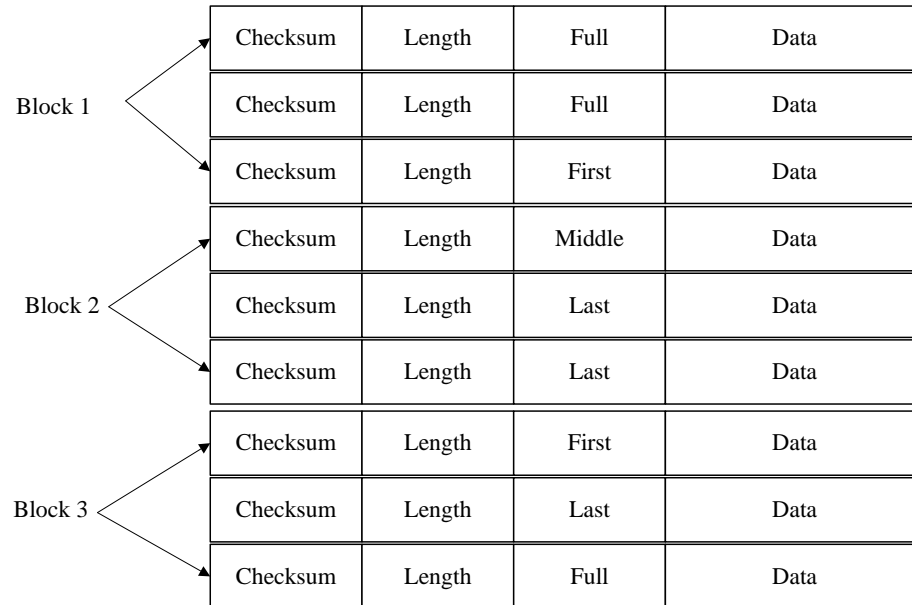 Checksum Length Full Data
Block 1 Checksum Length Full Data
Checksum Length First Data
Checksum Length Middle Data
Block 2 Checksum Length Last Data
Checksum Length Last Data
Checksum Length First Data
Block 3 Checksum Length Last Data
Checksum Length Full Data